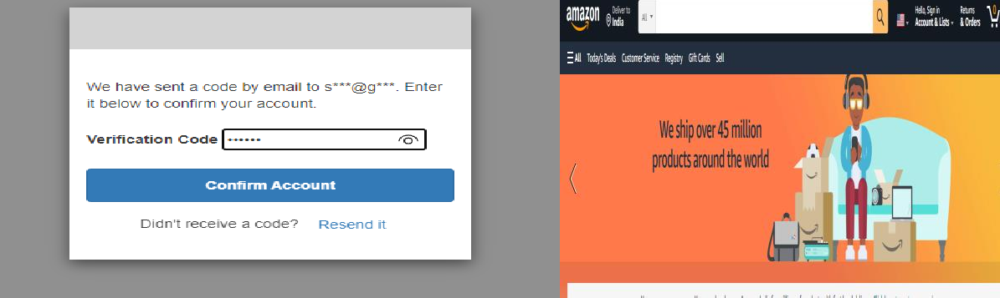 We have sent a code by email to s***@g***. Enter
it below to confirm your account.
Verification Code ••••••
Confirm Account
Didn't receive a code? Resend it
amazon
Deliver to
India
All
Hello, Sign in
Account & Lists
Returns
& Orders
0
All Today's Deals Customer Service Registry Gift Cards Sell
We ship over 45 million
products around the world